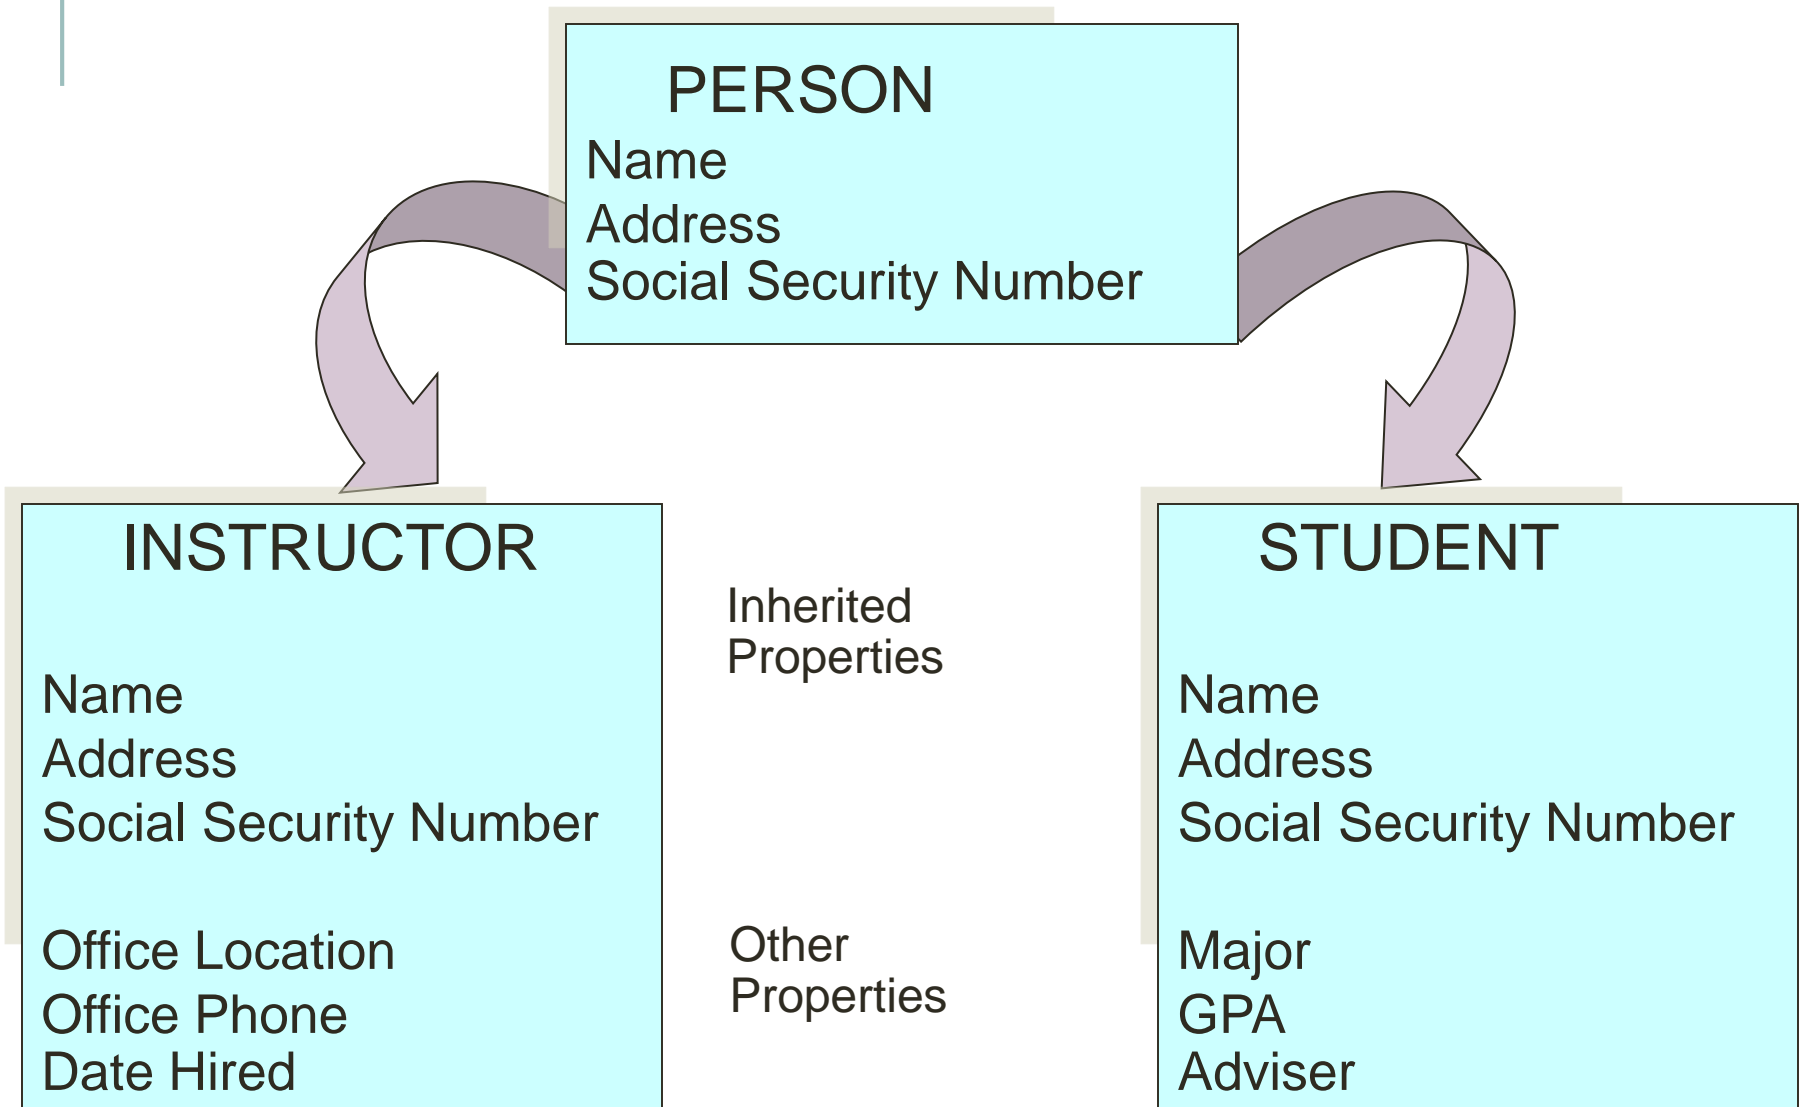 PERSON
Name
Address
Social Security Number
INSTRUCTOR
Name
Address
Social Security Number
Office Location
Office Phone
Date Hired
Inherited
Properties
Other
Properties
STUDENT
Name
Address
Social Security Number
Major
GPA
Adviser